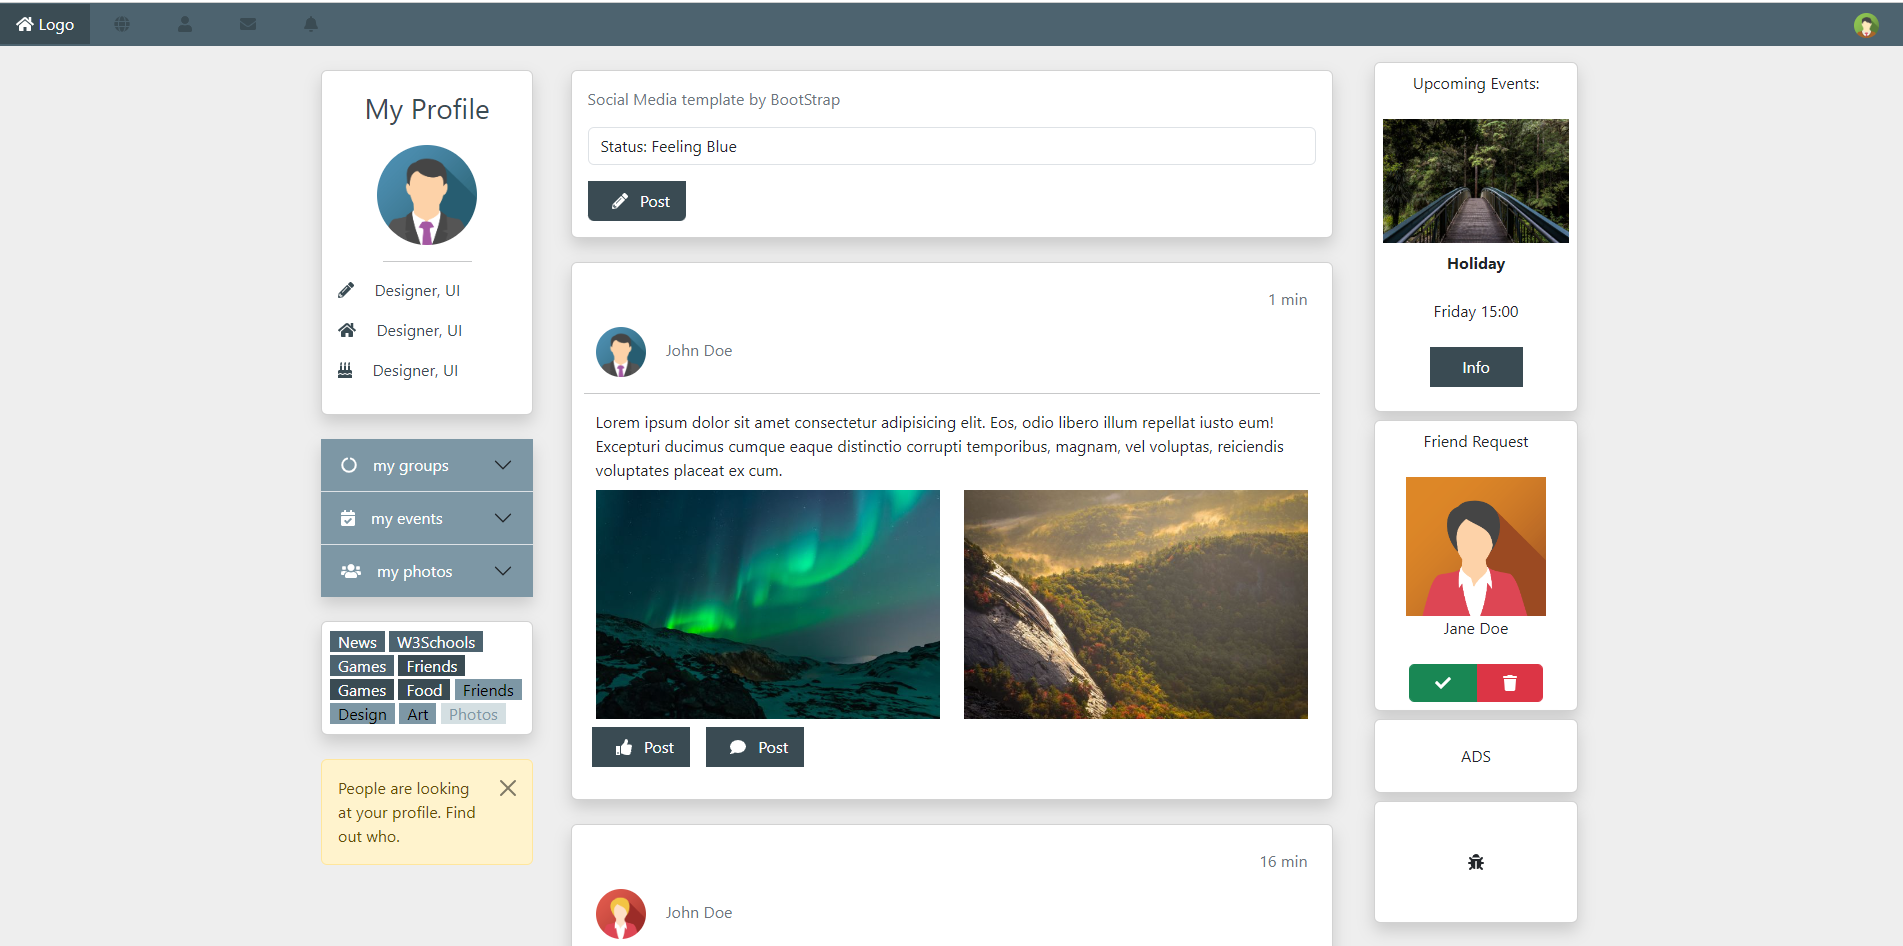 Logo
My Profile
Designer, UI
Designer, UI
Designer, UI
my groups
my events
my photos
News W3Schools
Games Friends
Games Food Friends
Design Art Photos
People are looking
at your profile. Find
out who.
Social Media template by BootStrap
Status: Feeling Blue
Post
1 min
John Doe
Lorem ipsum dolor sit amet consectetur adipisicing elit. Eos, odio libero illum repellat iusto eum!
Excepturi ducimus cumque eaque distinctio corrupti temporibus, magnam, vel voluptas, reiciendis
voluptates placeat ex cum.
Post Post
16 min
John Doe
Upcoming Events:
Holiday
Friday 15:00
Info
Friend Request
Jane Doe
ADS